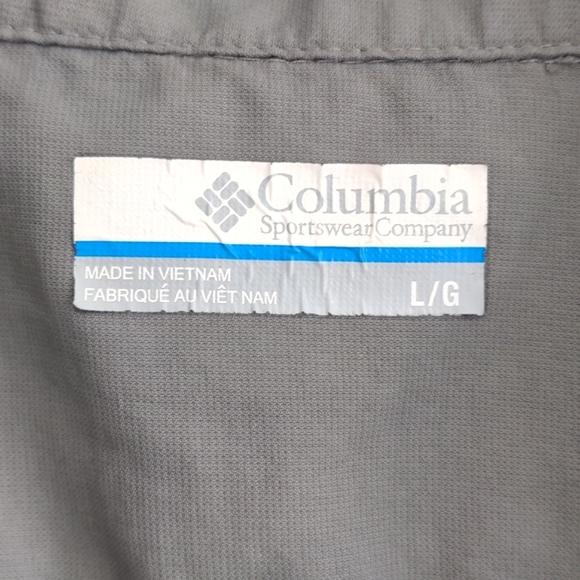 Columbia
Sportswear Company
MADE IN VIETNAM
FABRIQUÉ AU VIÊT NAM
L/G